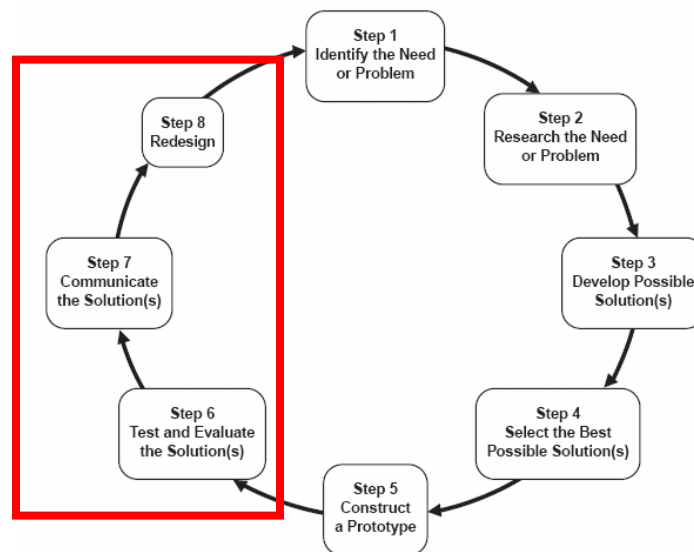 Step 1
Identify the Need
or Problem
Step 2
Research the Need
or Problem
Step 3
Develop Possible
Solution(s)
Step 4
Select the Best
Possible Solution(s)
Step 5
Construct
a Prototype
Step 6
Test and Evaluate
the Solution(s)
Step 7
Communicate
the Solution(s)
Step 8
Redesign